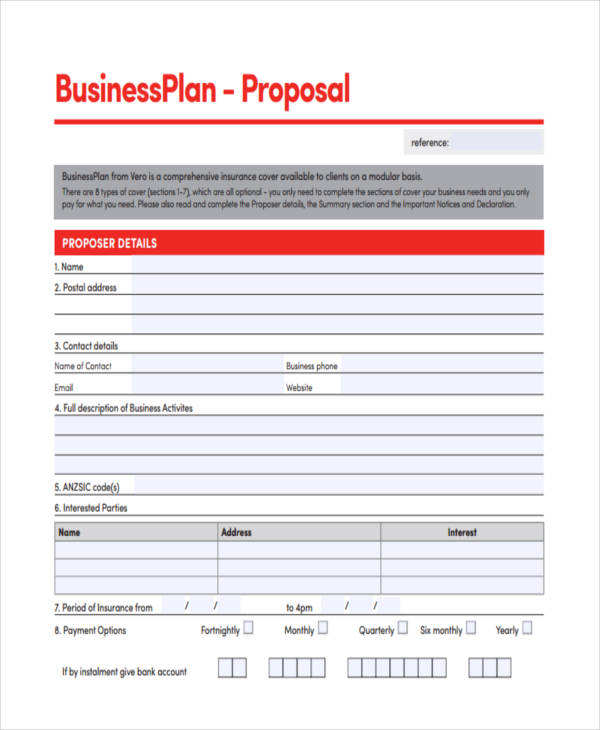 BusinessPlan - Proposal
reference:
BusinessPlan from Vero is a comprehensive insurance cover available to clients on a modular basis.
There are 8 types of cover (sections 1-7), which are all optional - you only need to complete the sections of cover your business needs and you only
pay for what you need. Please also read and complete the Proposer details, the Summary section and the Important Notices and Declaration.
PROPOSER DETAILS
1. Name
2. Postal address
3. Contact details
Name of Contact Business phone
Email Website
4. Full description of Business Activites
5. ANZSIC code(s)
6. Interested Parties
Name Address Interest
7. Period of Insurance from / / to 4pm / /
8. Payment Options Fortnightly Monthly Quarterly Six monthly Yearly
If by instalment give bank account